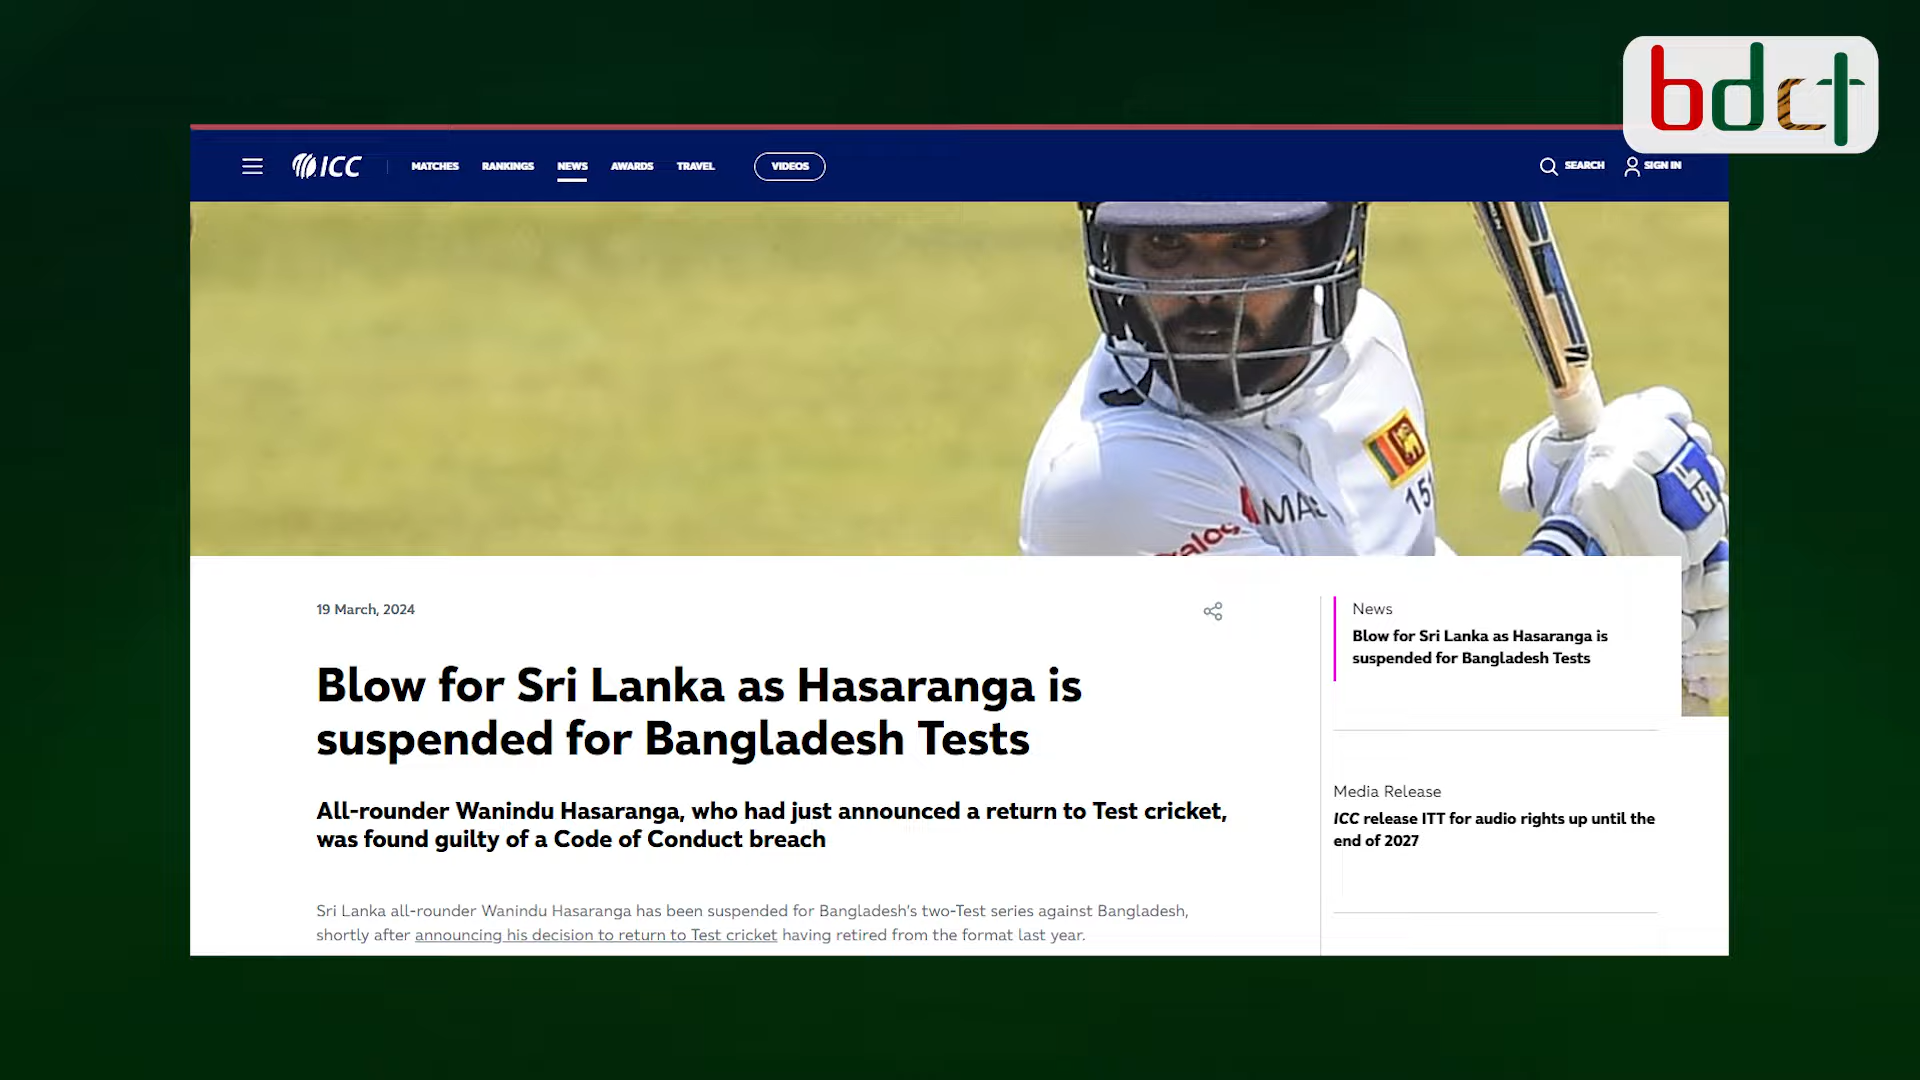 bdct
ICC
MATCHES
RANKINGS
NEWS
AWARDS
TRAVEL
VIDEOS
SEARCH
SIGN IN
MAS
151
19 March, 2024
Blow for Sri Lanka as Hasaranga is
suspended for Bangladesh Tests
All-rounder Wanindu Hasaranga, who had just announced a return to Test cricket,
was found guilty of a Code of Conduct breach
Sri Lanka all-rounder Wanindu Hasaranga has been suspended for Bangladesh's two-Test series against Bangladesh,
shortly after announcing his decision to return to Test cricket having retired from the format last year.
News
Blow for Sri Lanka as Hasaranga is
suspended for Bangladesh Tests
Media Release
ICC release ITT for audio rights up until the
end of 2027